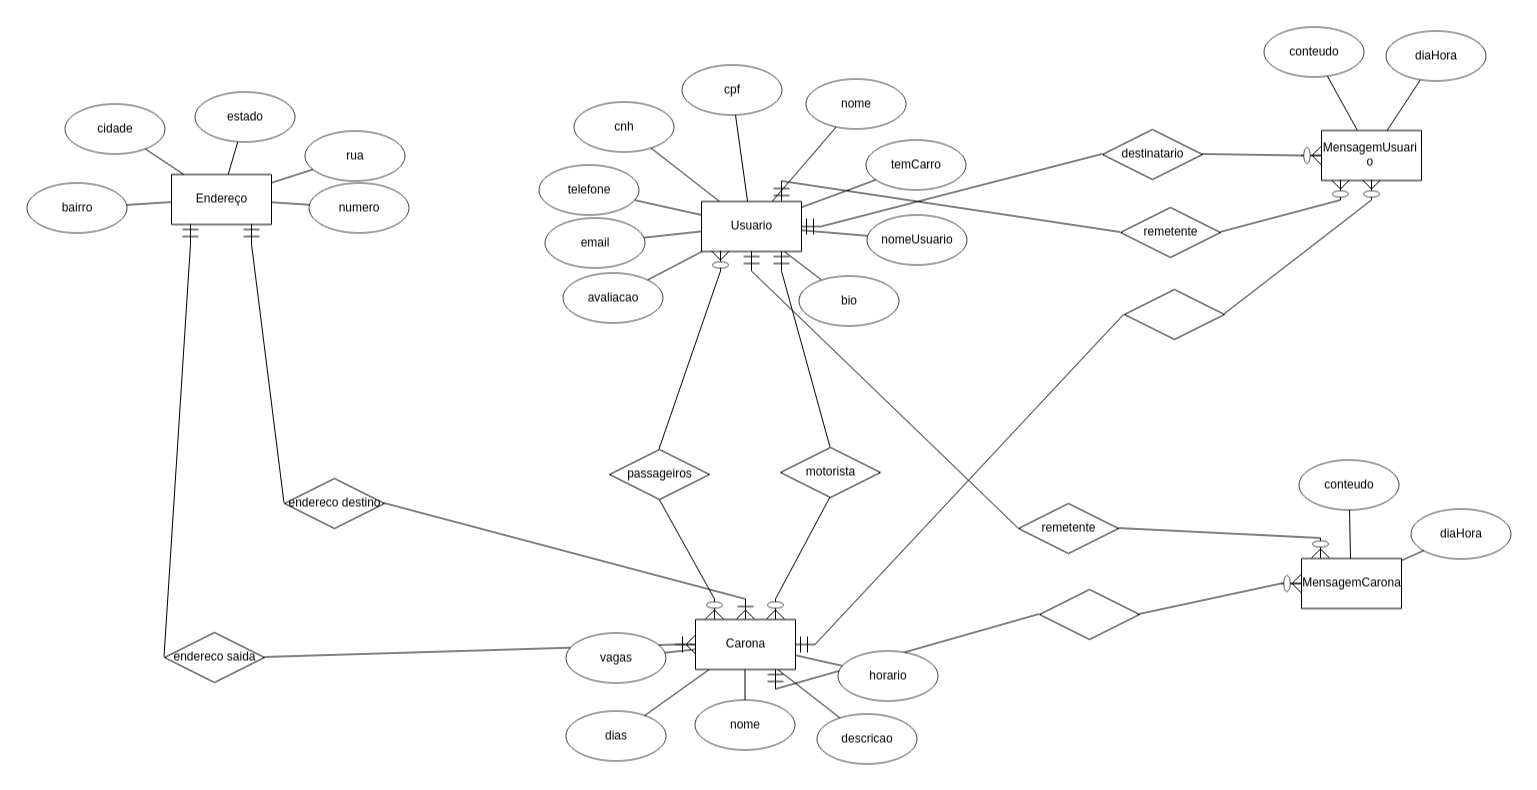 conteudo
diaHora
cpf
nome
estado
cidade
cnh
rua
destinatario
MensagemUsuari
o
temCarro
telefone
Endereço
bairro
numero
Usuario
remetente
nomeUsuario
email
avaliacao
bio
passageiros
motorista
conteudo
endereco destino
remetente
diaHora
MensagemCarona
Carona
endereco saida
vagas
horario
nome
dias
descricao